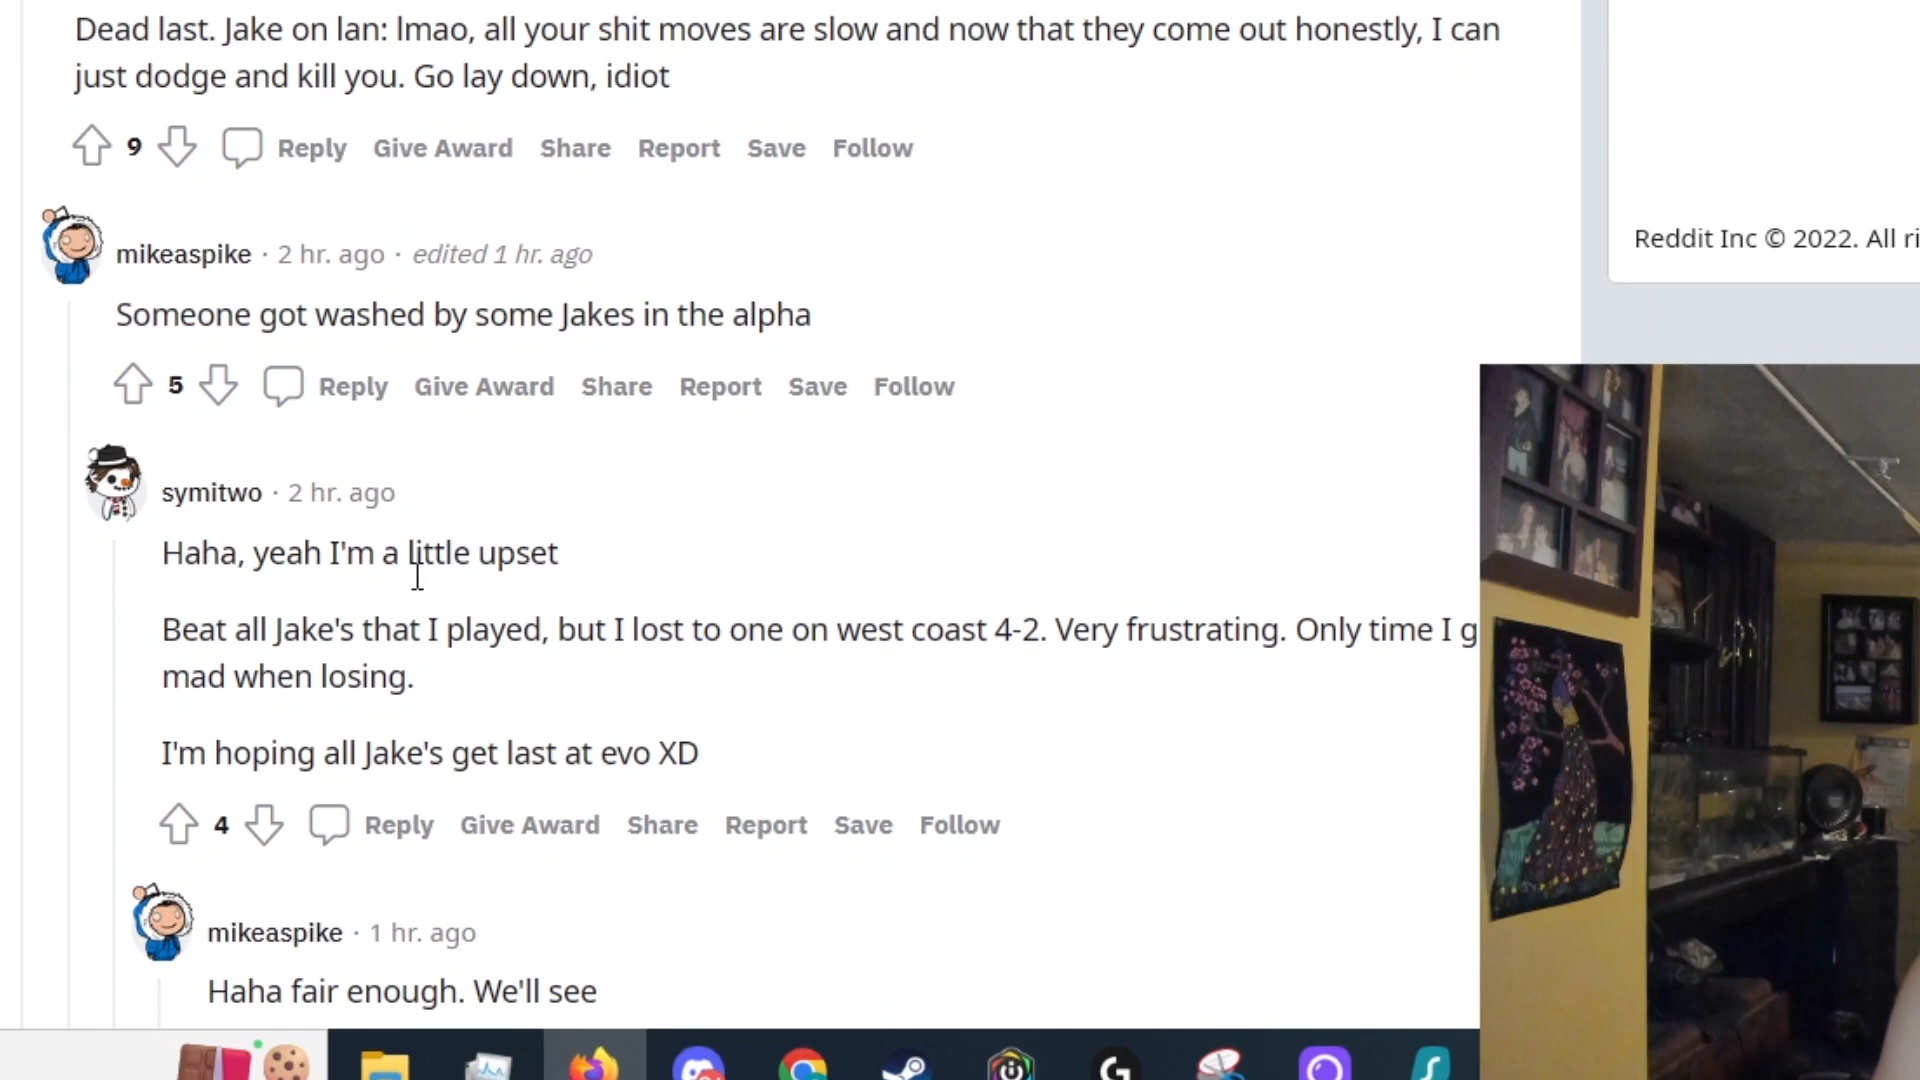 Dead last. Jake on lan: lmao, all your shit moves are slow and now that they come out honestly, I can
just dodge and kill you. Go lay down, idiot
9 Reply Give Award Share Report Save Follow
mikeaspike · 2 hr. ago · edited 1 hr. ago
Reddit Inc © 2022. All ri
Someone got washed by some Jakes in the alpha
5 Reply Give Award Share Report Save Follow
symitwo · 2 hr. ago
Haha, yeah I'm a little upset
Beat all Jake's that I played, but I lost to one on west coast 4-2. Very frustrating. Only time I g
mad when losing.
I'm hoping all Jake's get last at evo XD
4 Reply Give Award Share Report Save Follow
mikeaspike · 1 hr. ago
Haha fair enough. We'll see